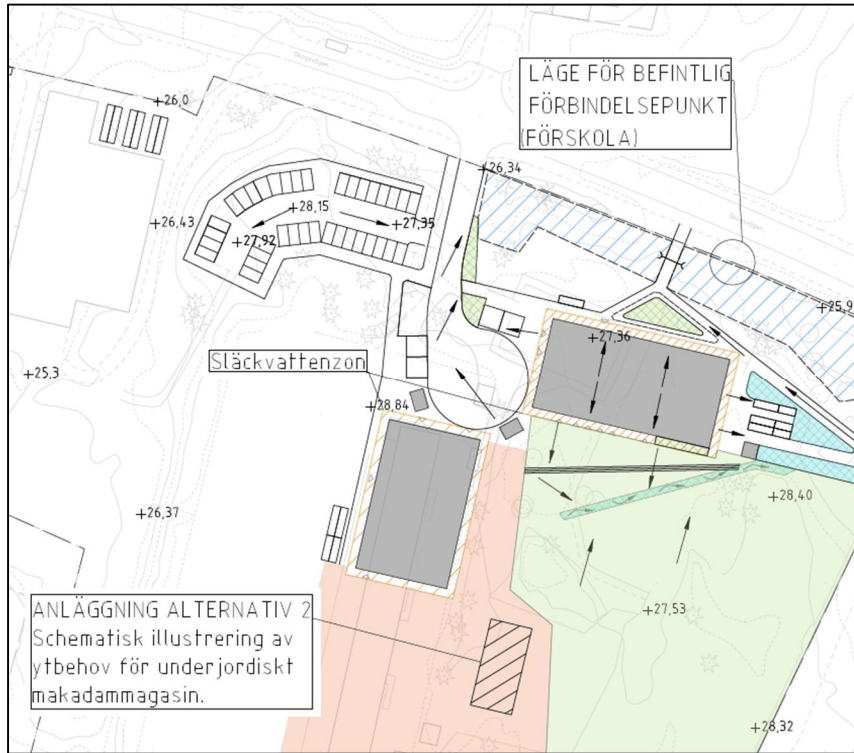 LÄGE FÖR BEFINTLIG
FÖRBINDELSEPUNKT
(FÖRSKOLA)
+26,0
+26,34
+28,15
+26,43
+27,35
+27,92
+25,9
+27,36
Släckvattenzon
+25,3
+28,84
+28,40
+26,37
ANLÄGGNING ALTERNATIV 2
Schematisk illustrering av
ytbehov för underjordiskt
makadammagasin.
+27,53
+28,32